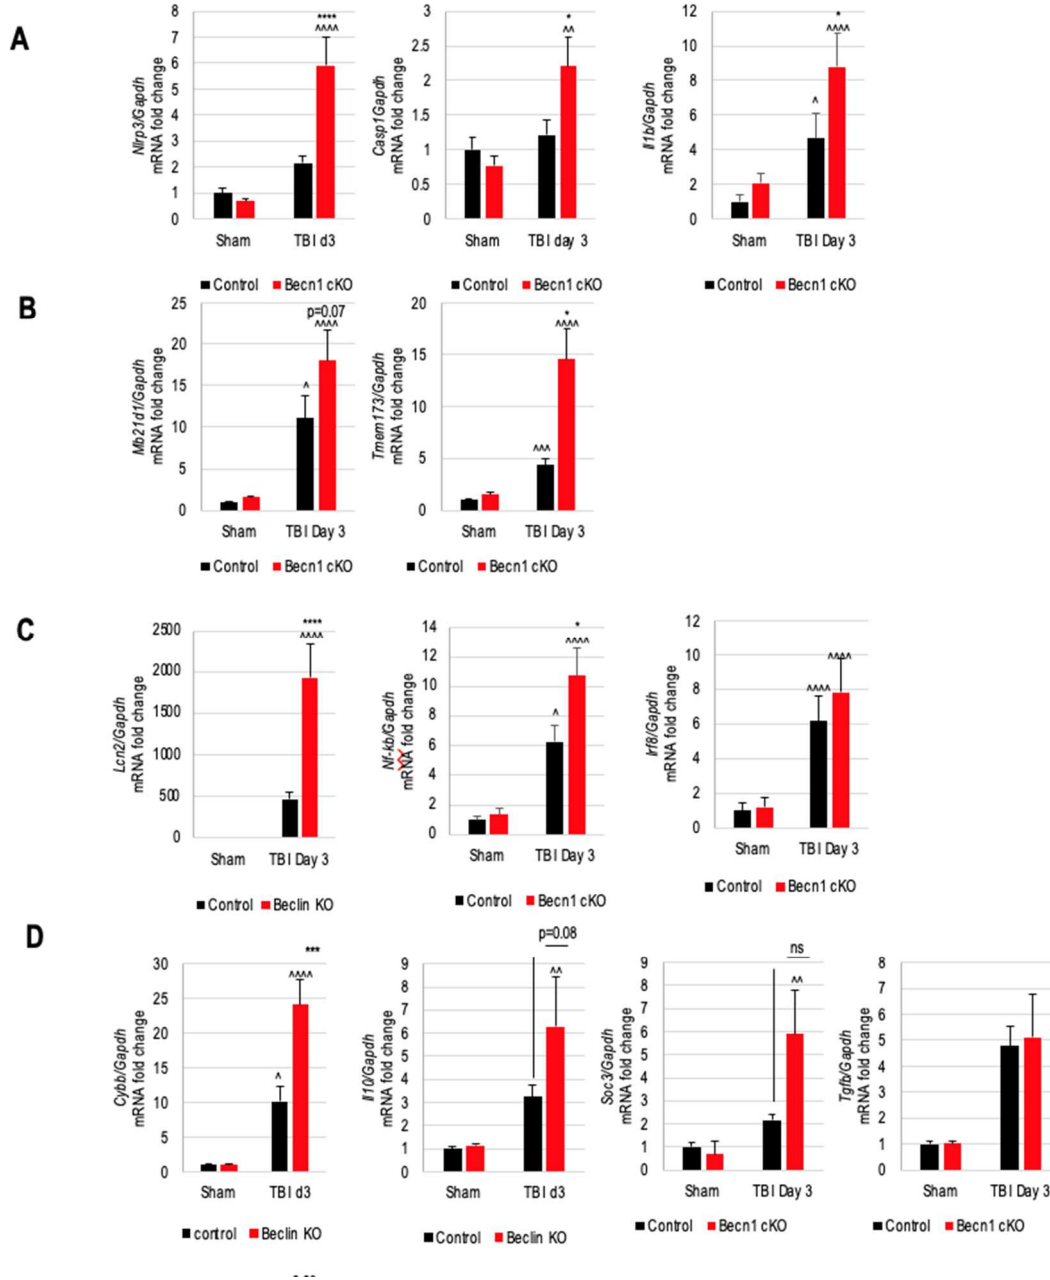 A
Nlrp3/Gapdh
mRNA fold change
8
7
6
5
4
3
2
1
0
****
^^^^
Sham TBI d3
Control Becn1 cKO
Casp1Gapdh
mRNA fold change
3
2.5
2
1.5
1
0.5
0
*
^^
Sham TBI day 3
Control Becn1 cKO
Il1b/Gapdh
mRNA fold change
12
10
8
6
4
2
0
*
^^^^
^
Sham TBI Day 3
Control Becn1 cKO
B
Mb21d1/Gapdh
mRNA fold change
25
20
15
10
5
0
p=0.07
^^^^
^
Sham TBI Day 3
Control Becn1 cKO
Tmem173/Gapdh
mRNA fold change
20
15
10
5
0
*
^^^^
^^^
Sham TBI Day 3
Control Becn1 cKO
C
Lcn2/Gapdh
mRNA fold change
2500
2000
1500
1000
500
0
****
^^^^
Sham TBI Day 3
Control Beclin KO
Nf-kb/Gapdh
mRNA fold change
14
12
10
8
6
4
2
0
*
^^^^
^
Sham TBI Day 3
Control Becn1 cKO
Irf8/Gapdh
mRNA fold change
12
10
8
6
4
2
0
^^^^
^^^^
Sham TBI Day 3
Control Becn1 cKO
D
Cybb/Gapdh
mRNA fold change
30
25
20
15
10
5
0
***
^^^^
^
Sham TBI d3
control Beclin KO
Il10/Gapdh
mRNA fold change
9
8
7
6
5
4
3
2
1
0
p=0.08
^^
Sham TBI d3
Control Becn1 cKO
Soc3/Gapdh
mRNA fold change
9
8
7
6
5
4
3
2
1
0
ns
^^
Sham TBI Day 3
Control Becn1 cKO
Tgfb/Gapdh
mRNA fold change
8
7
6
5
4
3
2
1
0
Sham TBI Day 3
Control Becn1 cKO